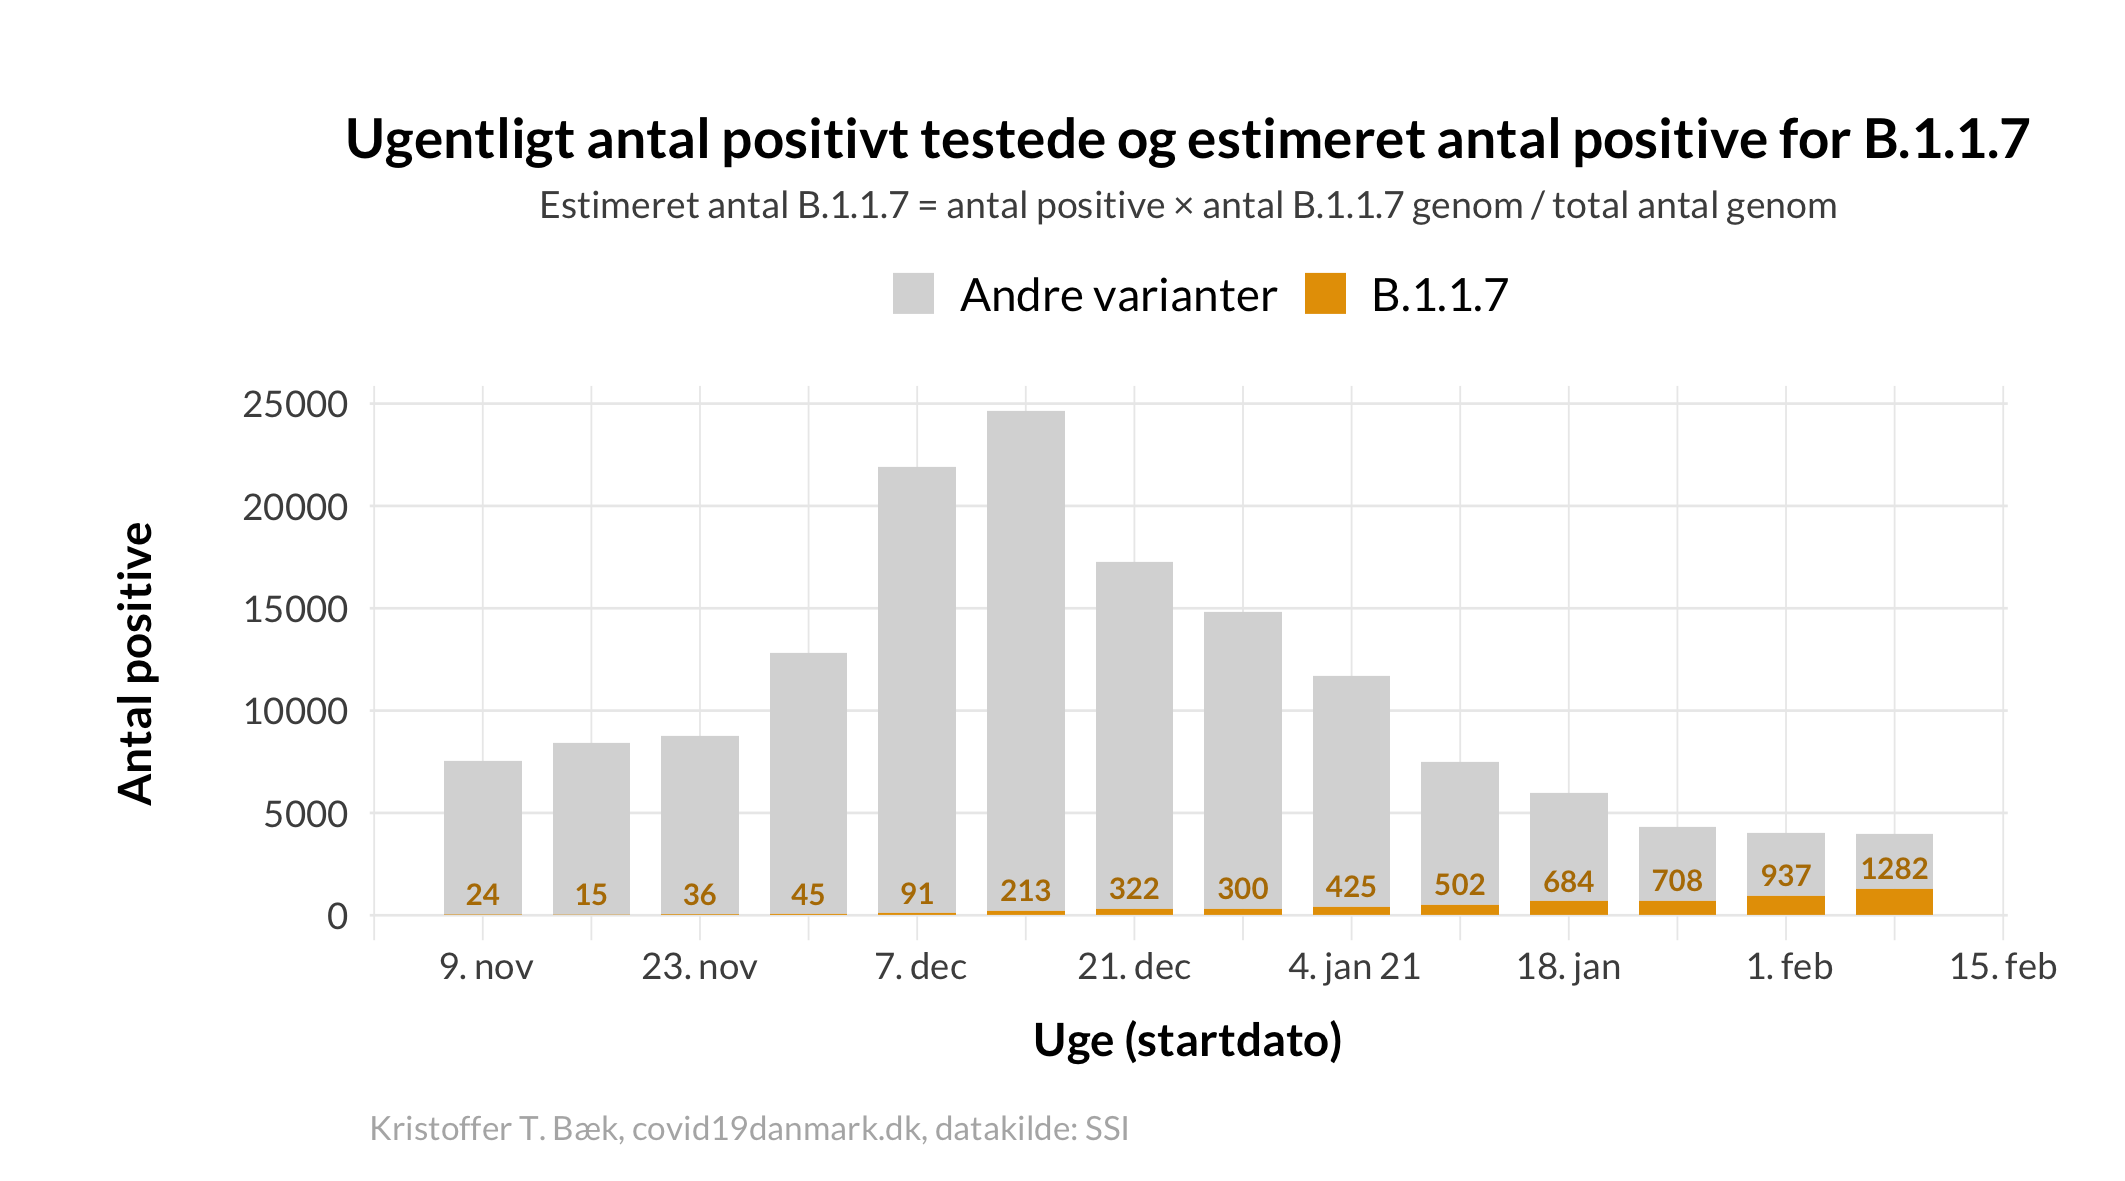 Ugentligt antal positivt testede og estimeret antal positive for B.1.1.7
Estimeret antal B.1.1.7 = antal positive × antal B.1.1.7 genom / total antal genom
Andre varianter B.1.1.7
Antal positive
25000
20000
15000
10000
5000
0
24 15 36 45 91 213 322 300 425 502 684 708 937 1282
9. nov 23. nov 7. dec 21. dec 4. jan 21 18. jan 1. feb 15. feb
Uge (startdato)
Kristoffer T. Bæk, covid19danmark.dk, datakilde: SSI